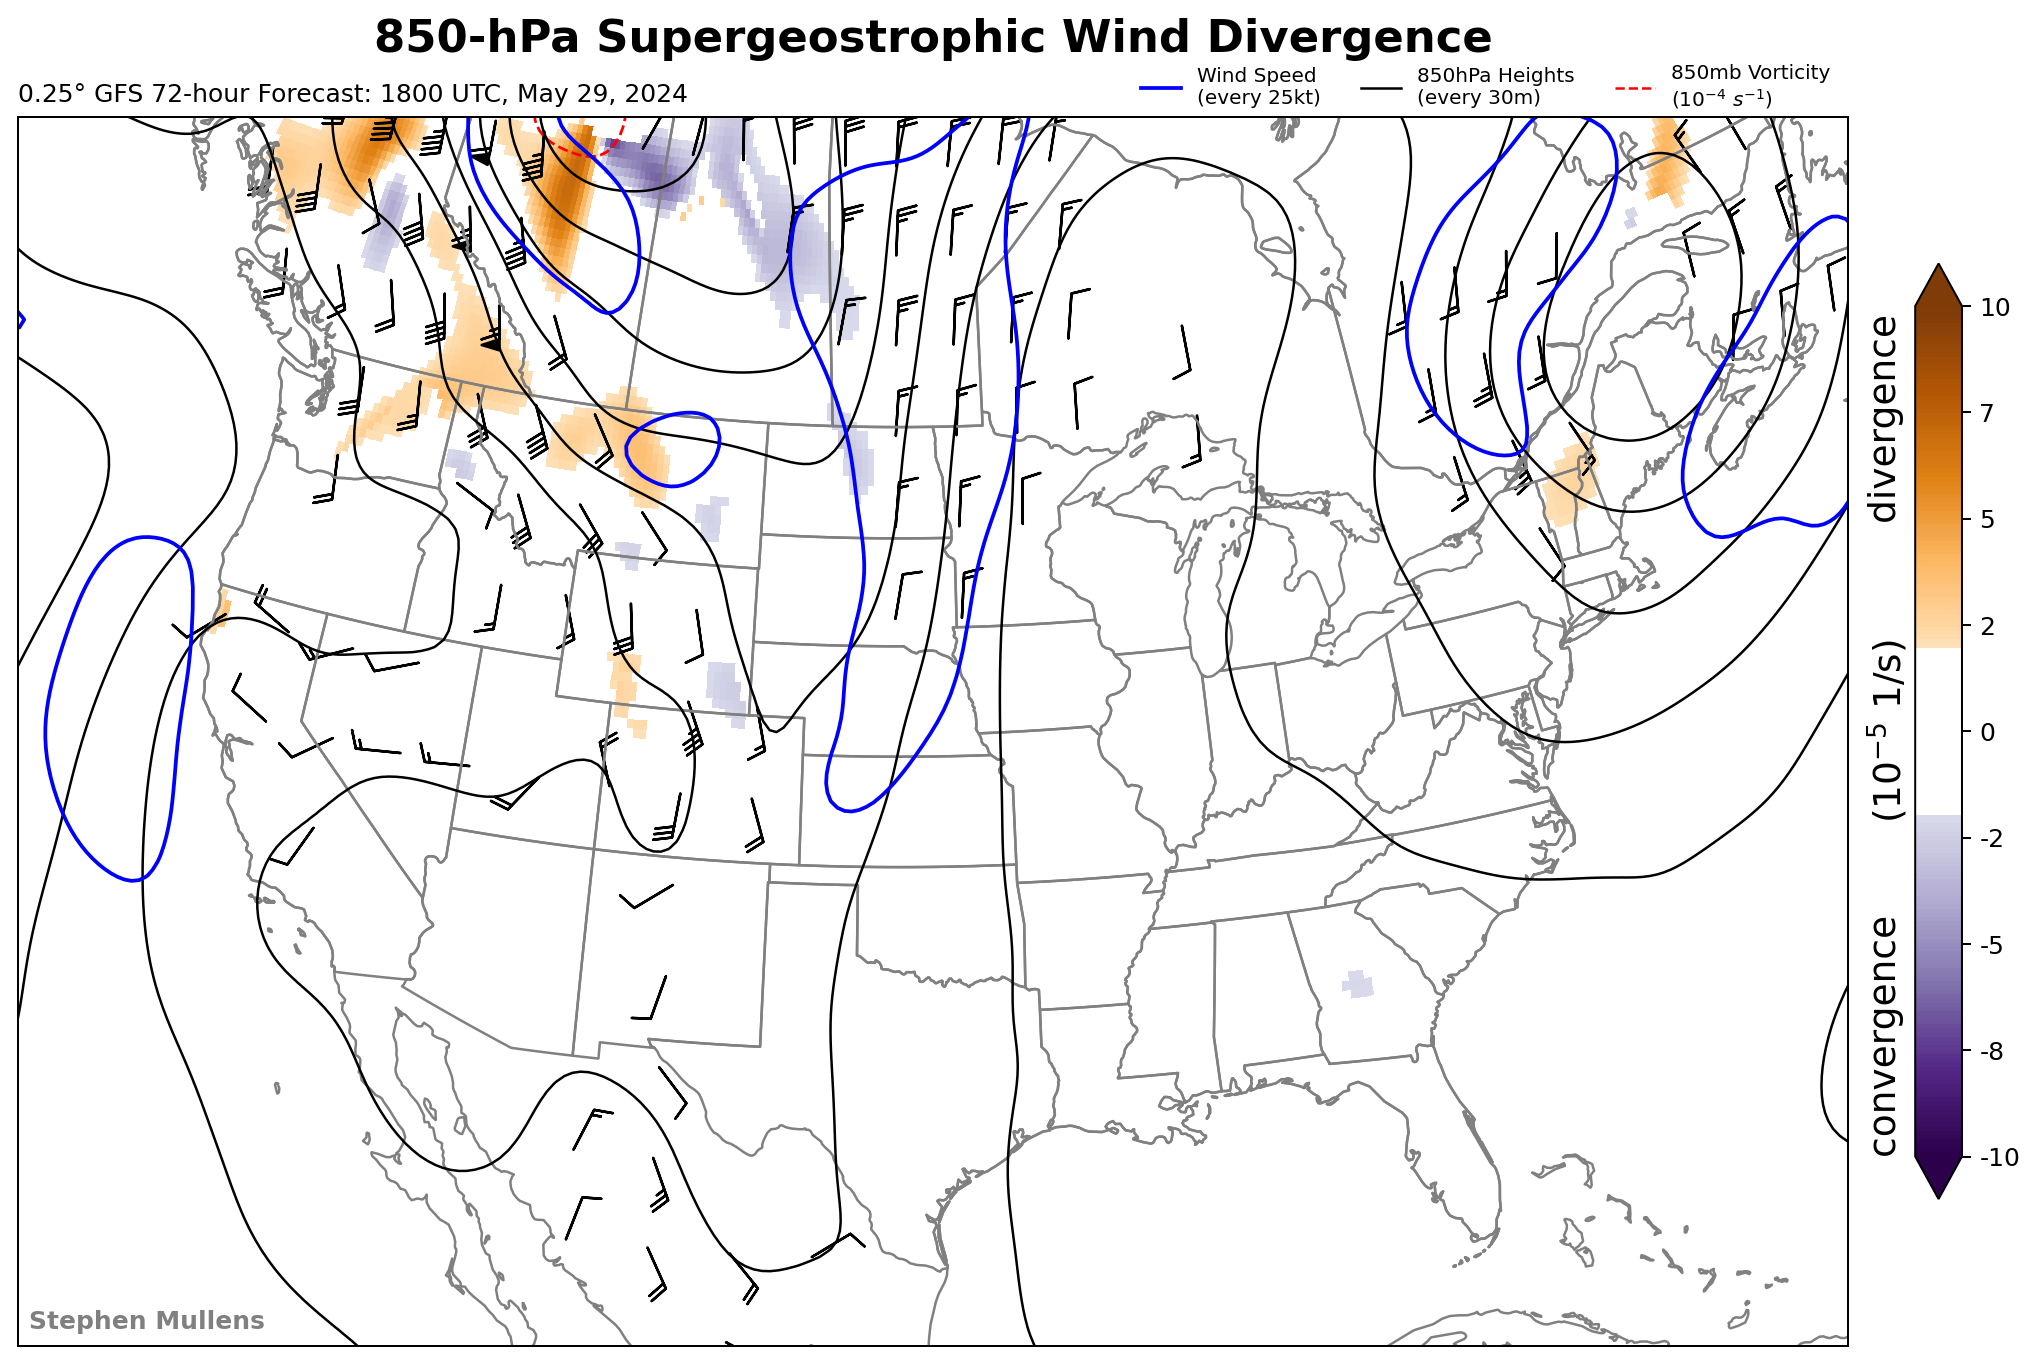 850-hPa Supergeostrophic Wind Divergence
0.25° GFS 72-hour Forecast: 1800 UTC, May 29, 2024
Wind Speed
(every 25kt)
850hPa Heights
(every 30m)
850mb Vorticity
(10⁻⁴ s⁻¹)
10
7
5
2
0
-2
-5
-8
-10
convergence (10⁻⁵ 1/s) divergence
Stephen Mullens